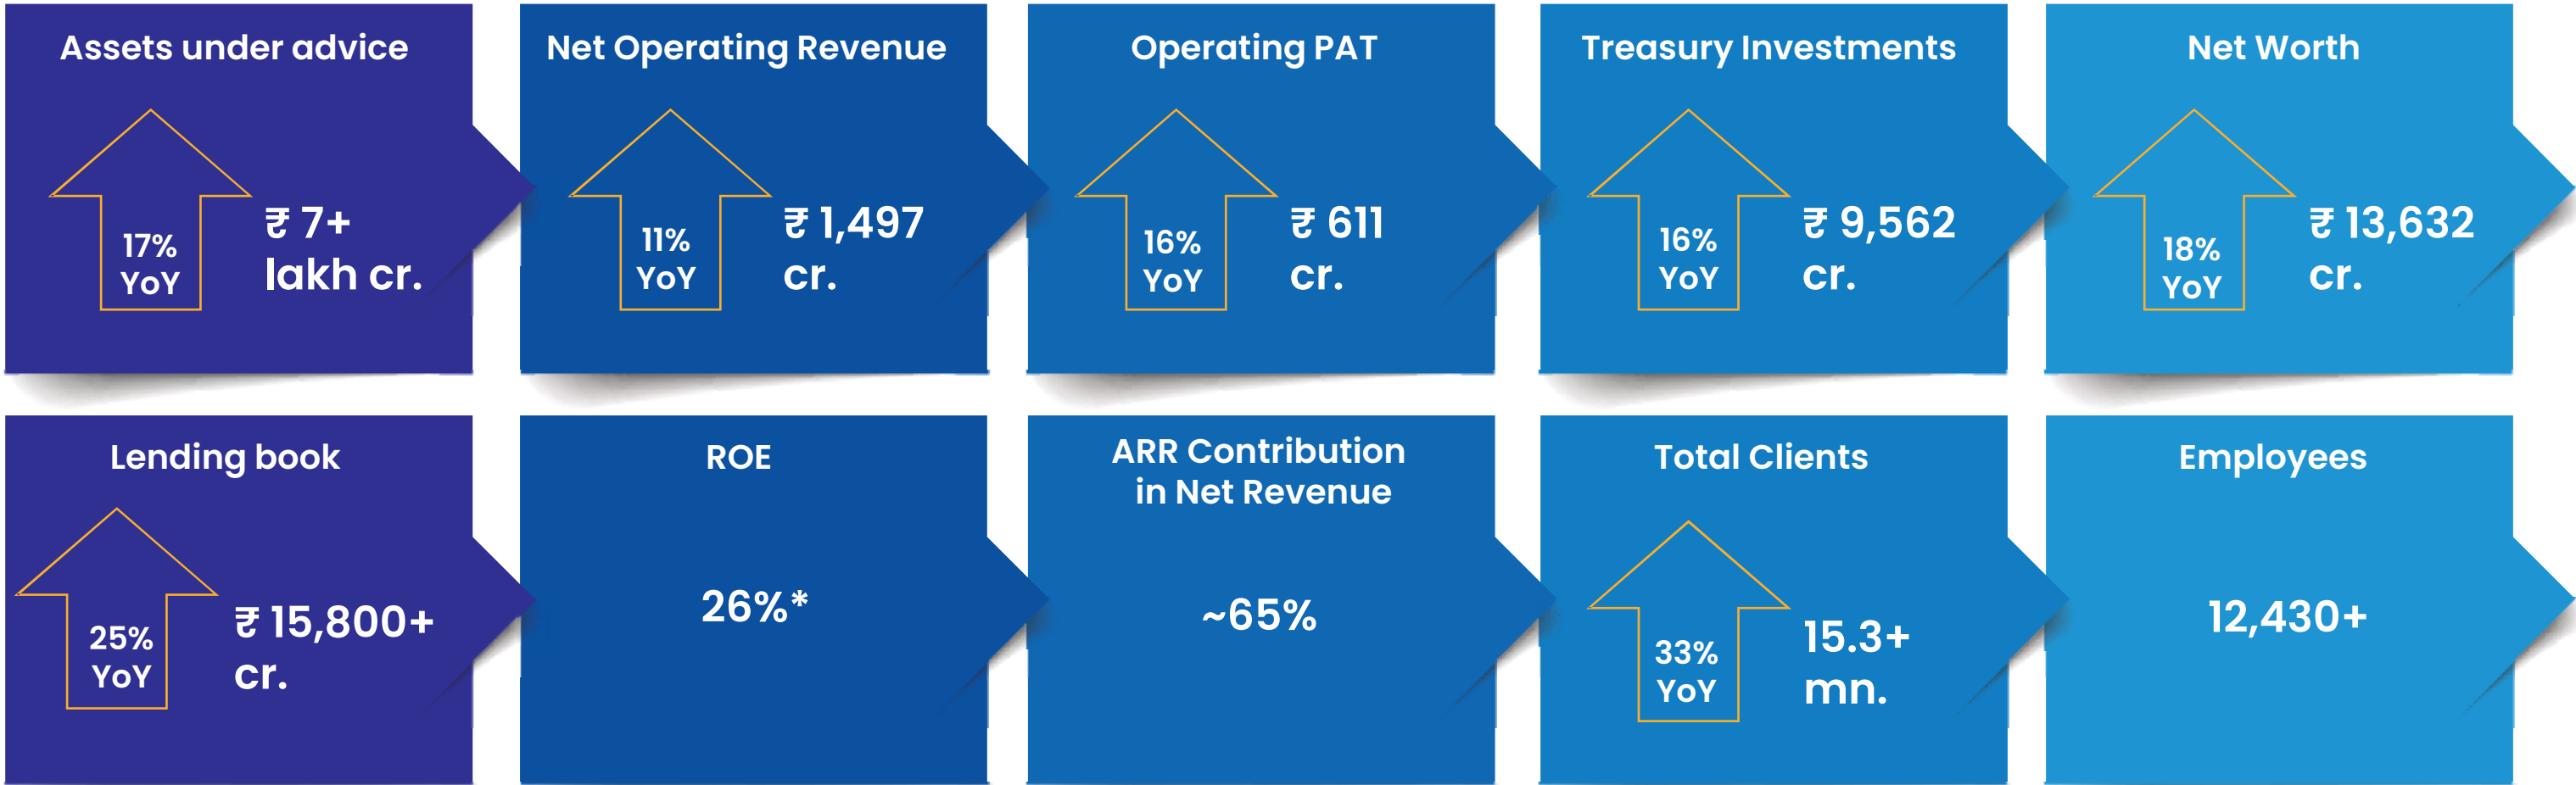 Assets under advice
17%
YoY
₹ 7+
lakh cr.
Net Operating Revenue
11%
YoY
₹ 1,497
cr.
Operating PAT
16%
YoY
₹ 611
cr.
Treasury Investments
16%
YoY
₹ 9,562
cr.
Net Worth
18%
YoY
₹ 13,632
cr.
Lending book
25%
YoY
₹ 15,800+
cr.
ROE
26%*
ARR Contribution
in Net Revenue
~65%
Total Clients
33%
YoY
15.3+
mn.
Employees
12,430+